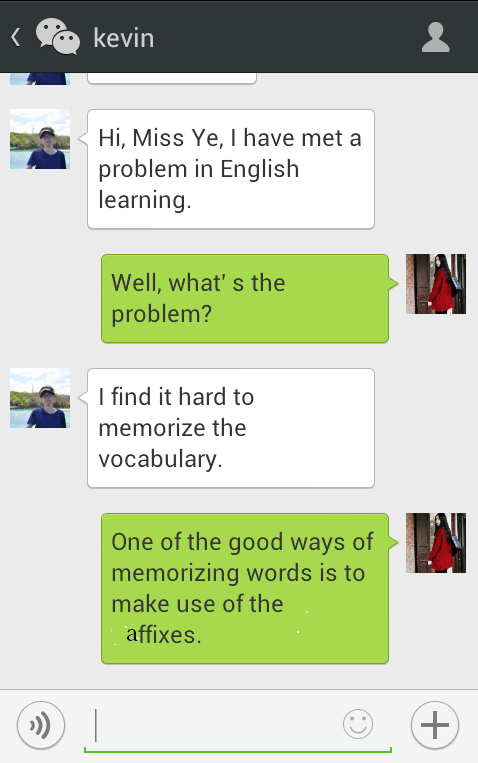 kevin
Hi, Miss Ye, I have met a
problem in English
learning.
Well, what' s the
problem?
I find it hard to
memorize the
vocabulary.
One of the good ways of
memorizing words is to
make use of the
affixes.